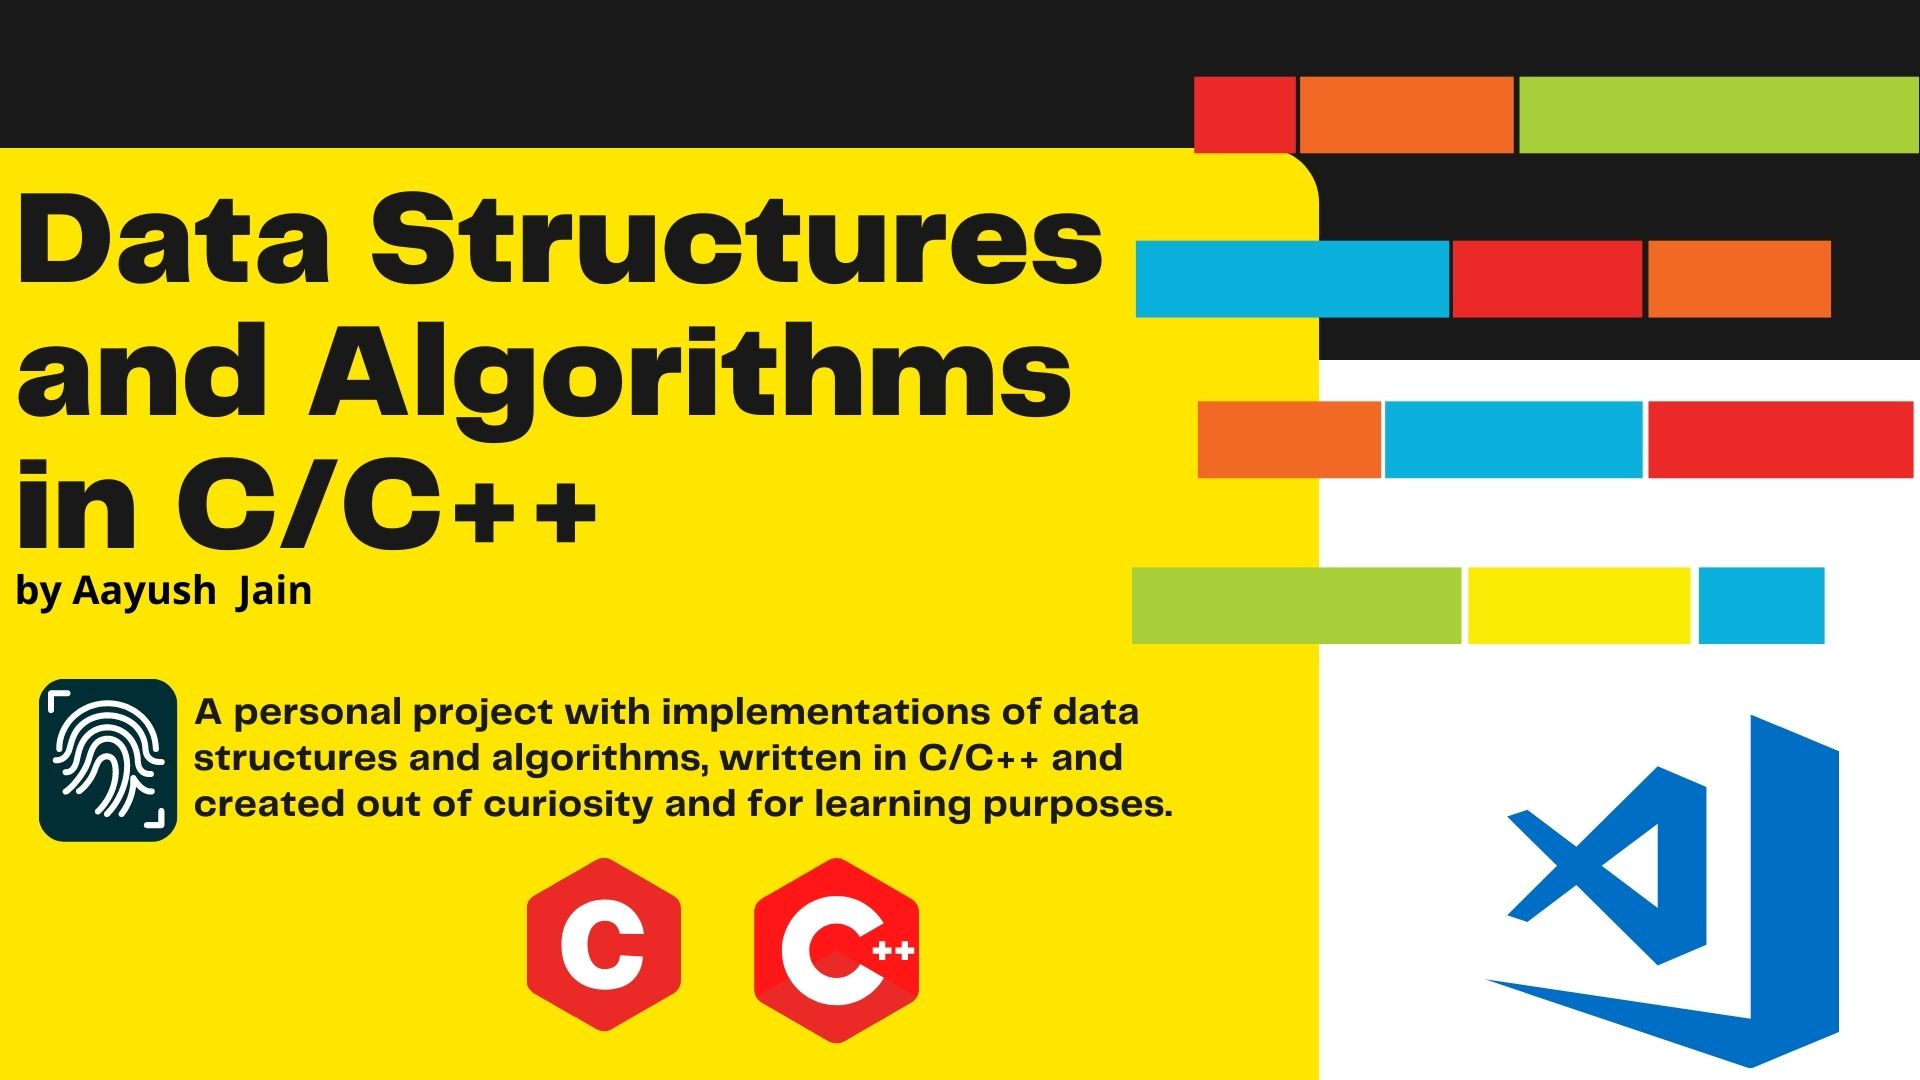 Data Structures
and Algorithms
in C/C++
by Aayush  Jain
A personal project with implementations of data
structures and algorithms, written in C/C++ and
created out of curiosity and for learning purposes.
C
C++